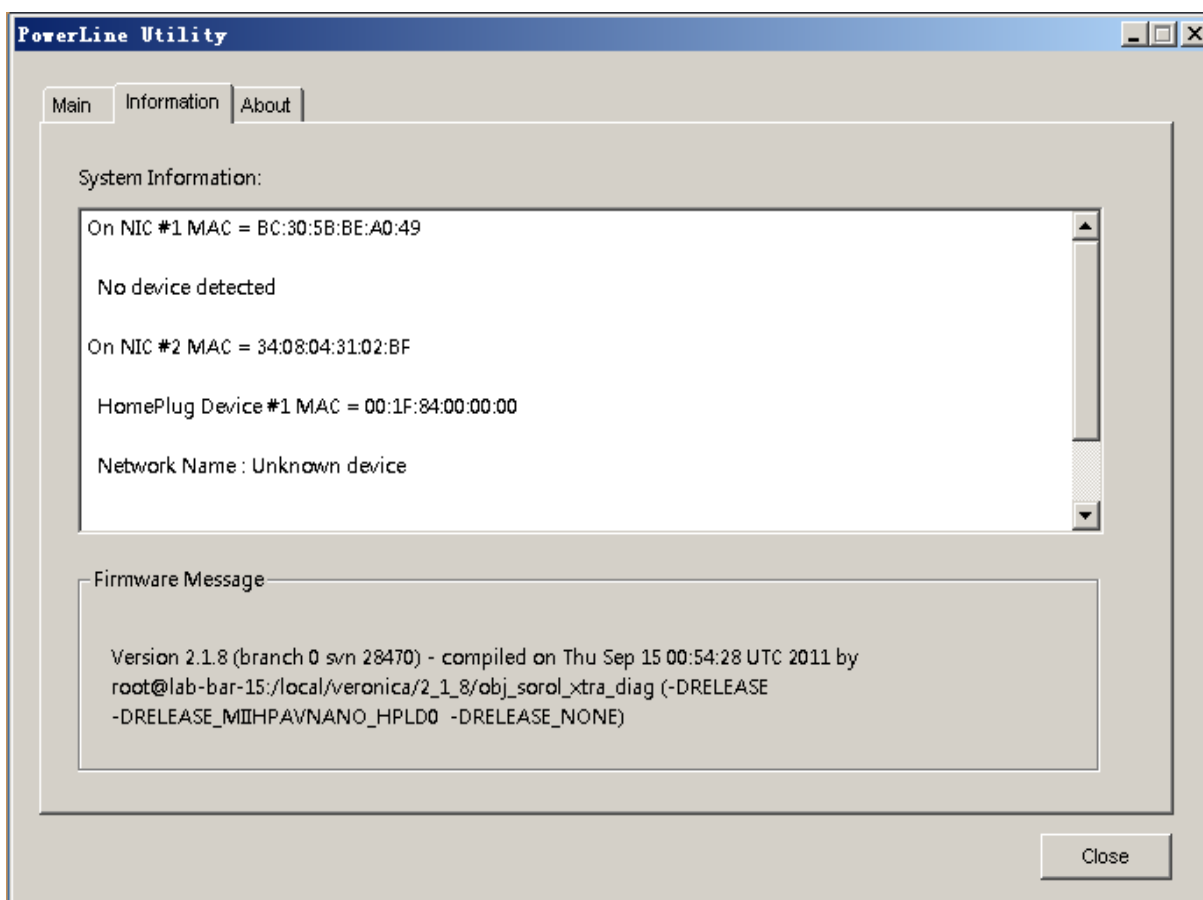 PowerLine Utility
Main
Information
About
System Information:
On NIC #1 MAC = BC:30:5B:BE:A0:49
No device detected
On NIC #2 MAC = 34:08:04:31:02:BF
HomePlug Device #1 MAC = 00:1F:84:00:00:00
Network Name : Unknown device
Firmware Message
Version 2.1.8 (branch 0 svn 28470) - compiled on Thu Sep 15 00:54:28 UTC 2011 by
root@lab-bar-15:/local/veronica/2_1_8/obj_sorol_xtra_diag (-DRELEASE
-DRELEASE_MIIHPAVNANO_HPLD0 -DRELEASE_NONE)
Close